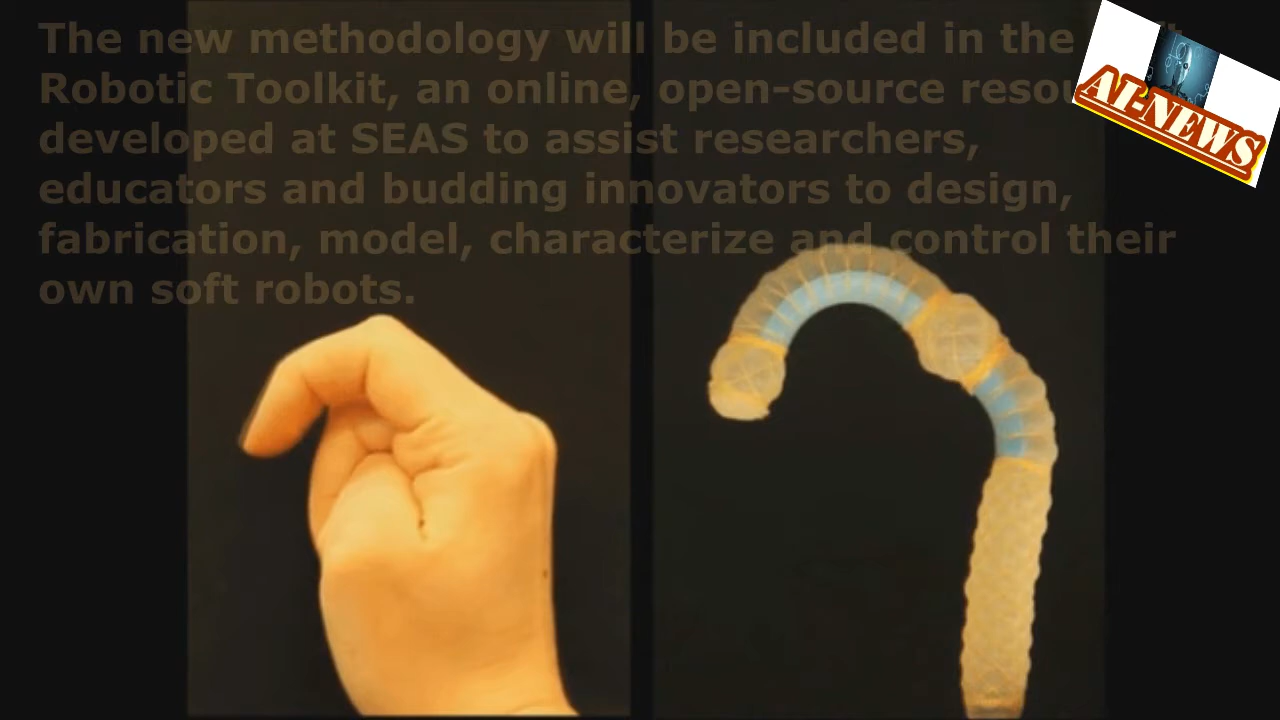 The new methodology will be included in the
Robotic Toolkit, an online, open-source
developed at SEAS to assist researchers,
educators and budding innovators to design,
fabrication, model, characterize and control their
own soft robots.
AI-NEWS